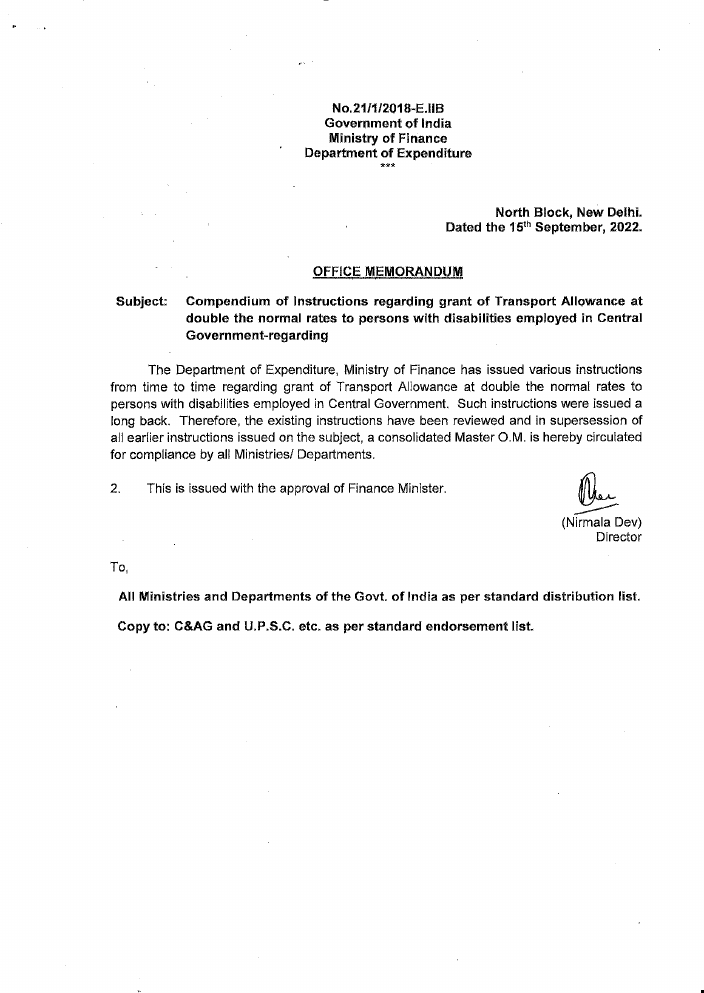 No.21/1/2018-E.IIB
Government of India
Ministry of Finance
Department of Expenditure
***
North Block, New Delhi.
Dated the 15th September, 2022.
OFFICE MEMORANDUM
Subject: Compendium of Instructions regarding grant of Transport Allowance at
double the normal rates to persons with disabilities employed in Central
Government-regarding
The Department of Expenditure, Ministry of Finance has issued various instructions
from time to time regarding grant of Transport Allowance at double the normal rates to
persons with disabilities employed in Central Government. Such instructions were issued a
long back. Therefore, the existing instructions have been reviewed and in supersession of
all earlier instructions issued on the subject, a consolidated Master O.M. is hereby circulated
for compliance by all Ministries/ Departments.
2. This is issued with the approval of Finance Minister.
(Nirmala Dev)
Director
To,
All Ministries and Departments of the Govt. of India as per standard distribution list.
Copy to: C&AG and U.P.S.C. etc. as per standard endorsement list.